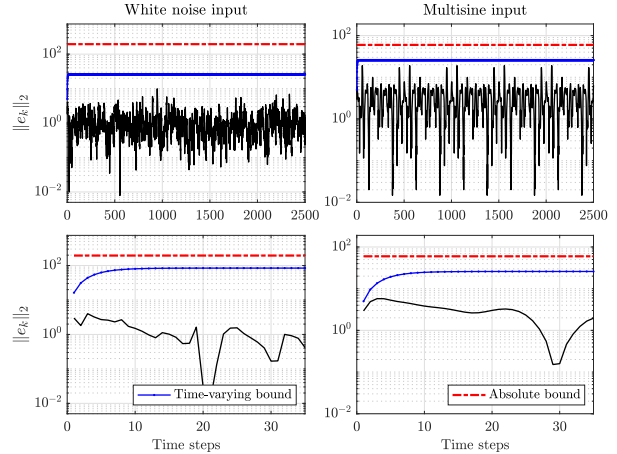 White noise input
Multisine input
‖e_k‖_2
10^2
10^0
10^-2
0 500 1000 1500 2000 2500
10^2
10^0
10^-2
0 500 1000 1500 2000 2500
‖e_k‖_2
10^2
10^0
10^-2
0 10 20 30
Time steps
Time-varying bound
10^2
10^0
10^-2
0 10 20 30
Time steps
Absolute bound